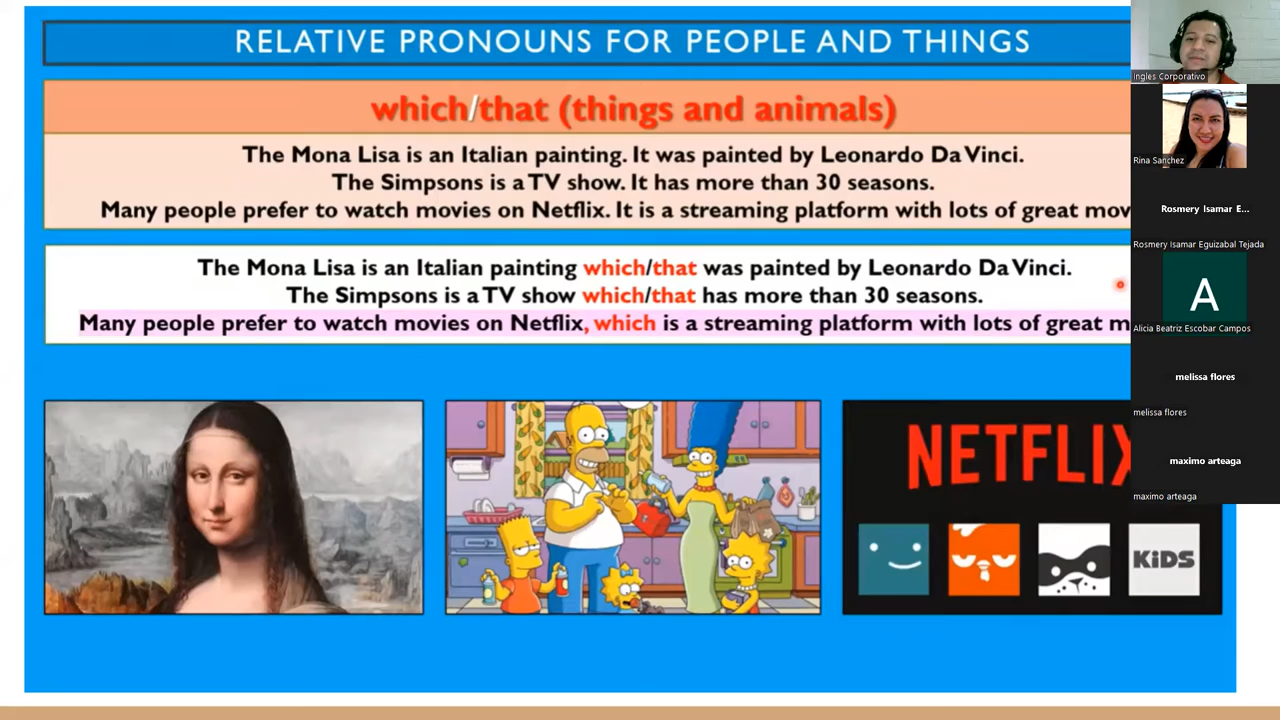 RELATIVE PRONOUNS FOR PEOPLE AND THINGS
which/that (things and animals)
The Mona Lisa is an Italian painting. It was painted by Leonardo Da Vinci.
The Simpsons is a TV show. It has more than 30 seasons.
Many people prefer to watch movies on Netflix. It is a streaming platform with lots of great mov
The Mona Lisa is an Italian painting which/that was painted by Leonardo Da Vinci.
The Simpsons is a TV show which/that has more than 30 seasons.
Many people prefer to watch movies on Netflix, which is a streaming platform with lots of great m
NETFLIX
KiDS
Ingles Corporativo
Rina Sanchez
Rosmery Isamar E...
Rosmery Isamar Eguizabal Tejada
A
Alicia Beatriz Escobar Campos
melissa flores
melissa flores
maximo arteaga
maximo arteaga